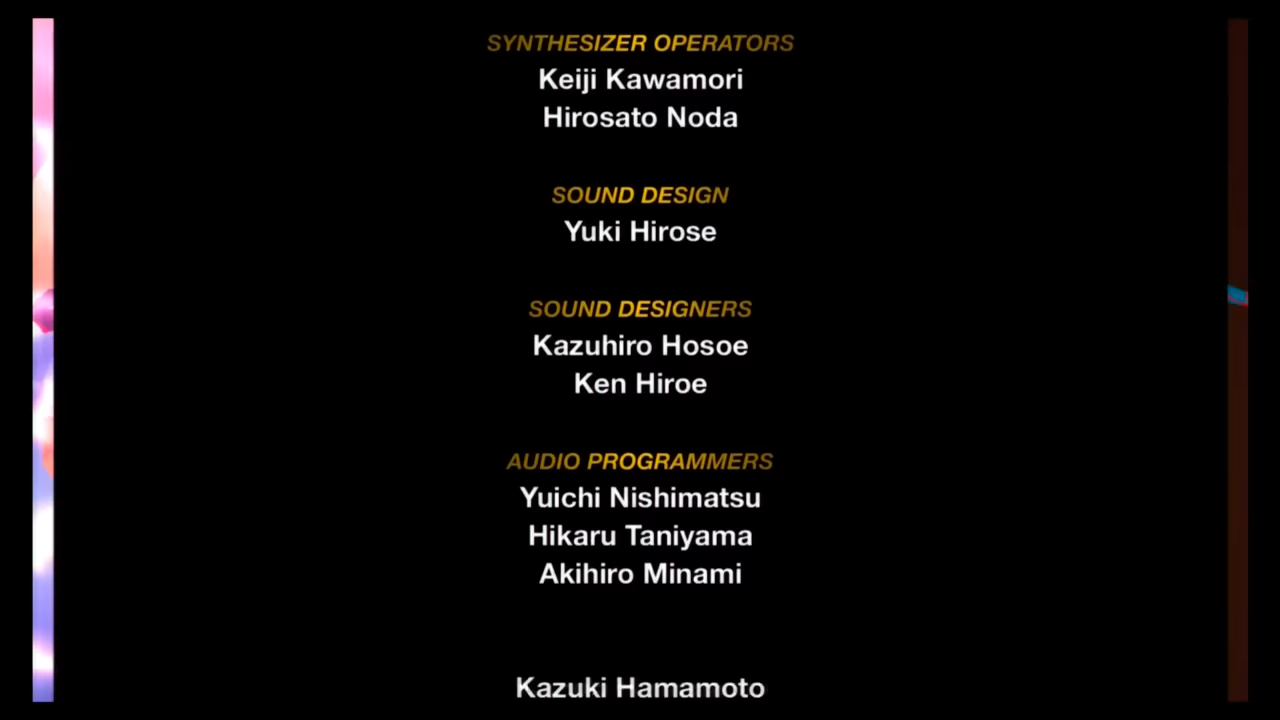 SYNTHESIZER OPERATORS
Keiji Kawamori
Hirosato Noda
SOUND DESIGN
Yuki Hirose
SOUND DESIGNERS
Kazuhiro Hosoe
Ken Hiroe
AUDIO PROGRAMMERS
Yuichi Nishimatsu
Hikaru Taniyama
Akihiro Minami
Kazuki Hamamoto